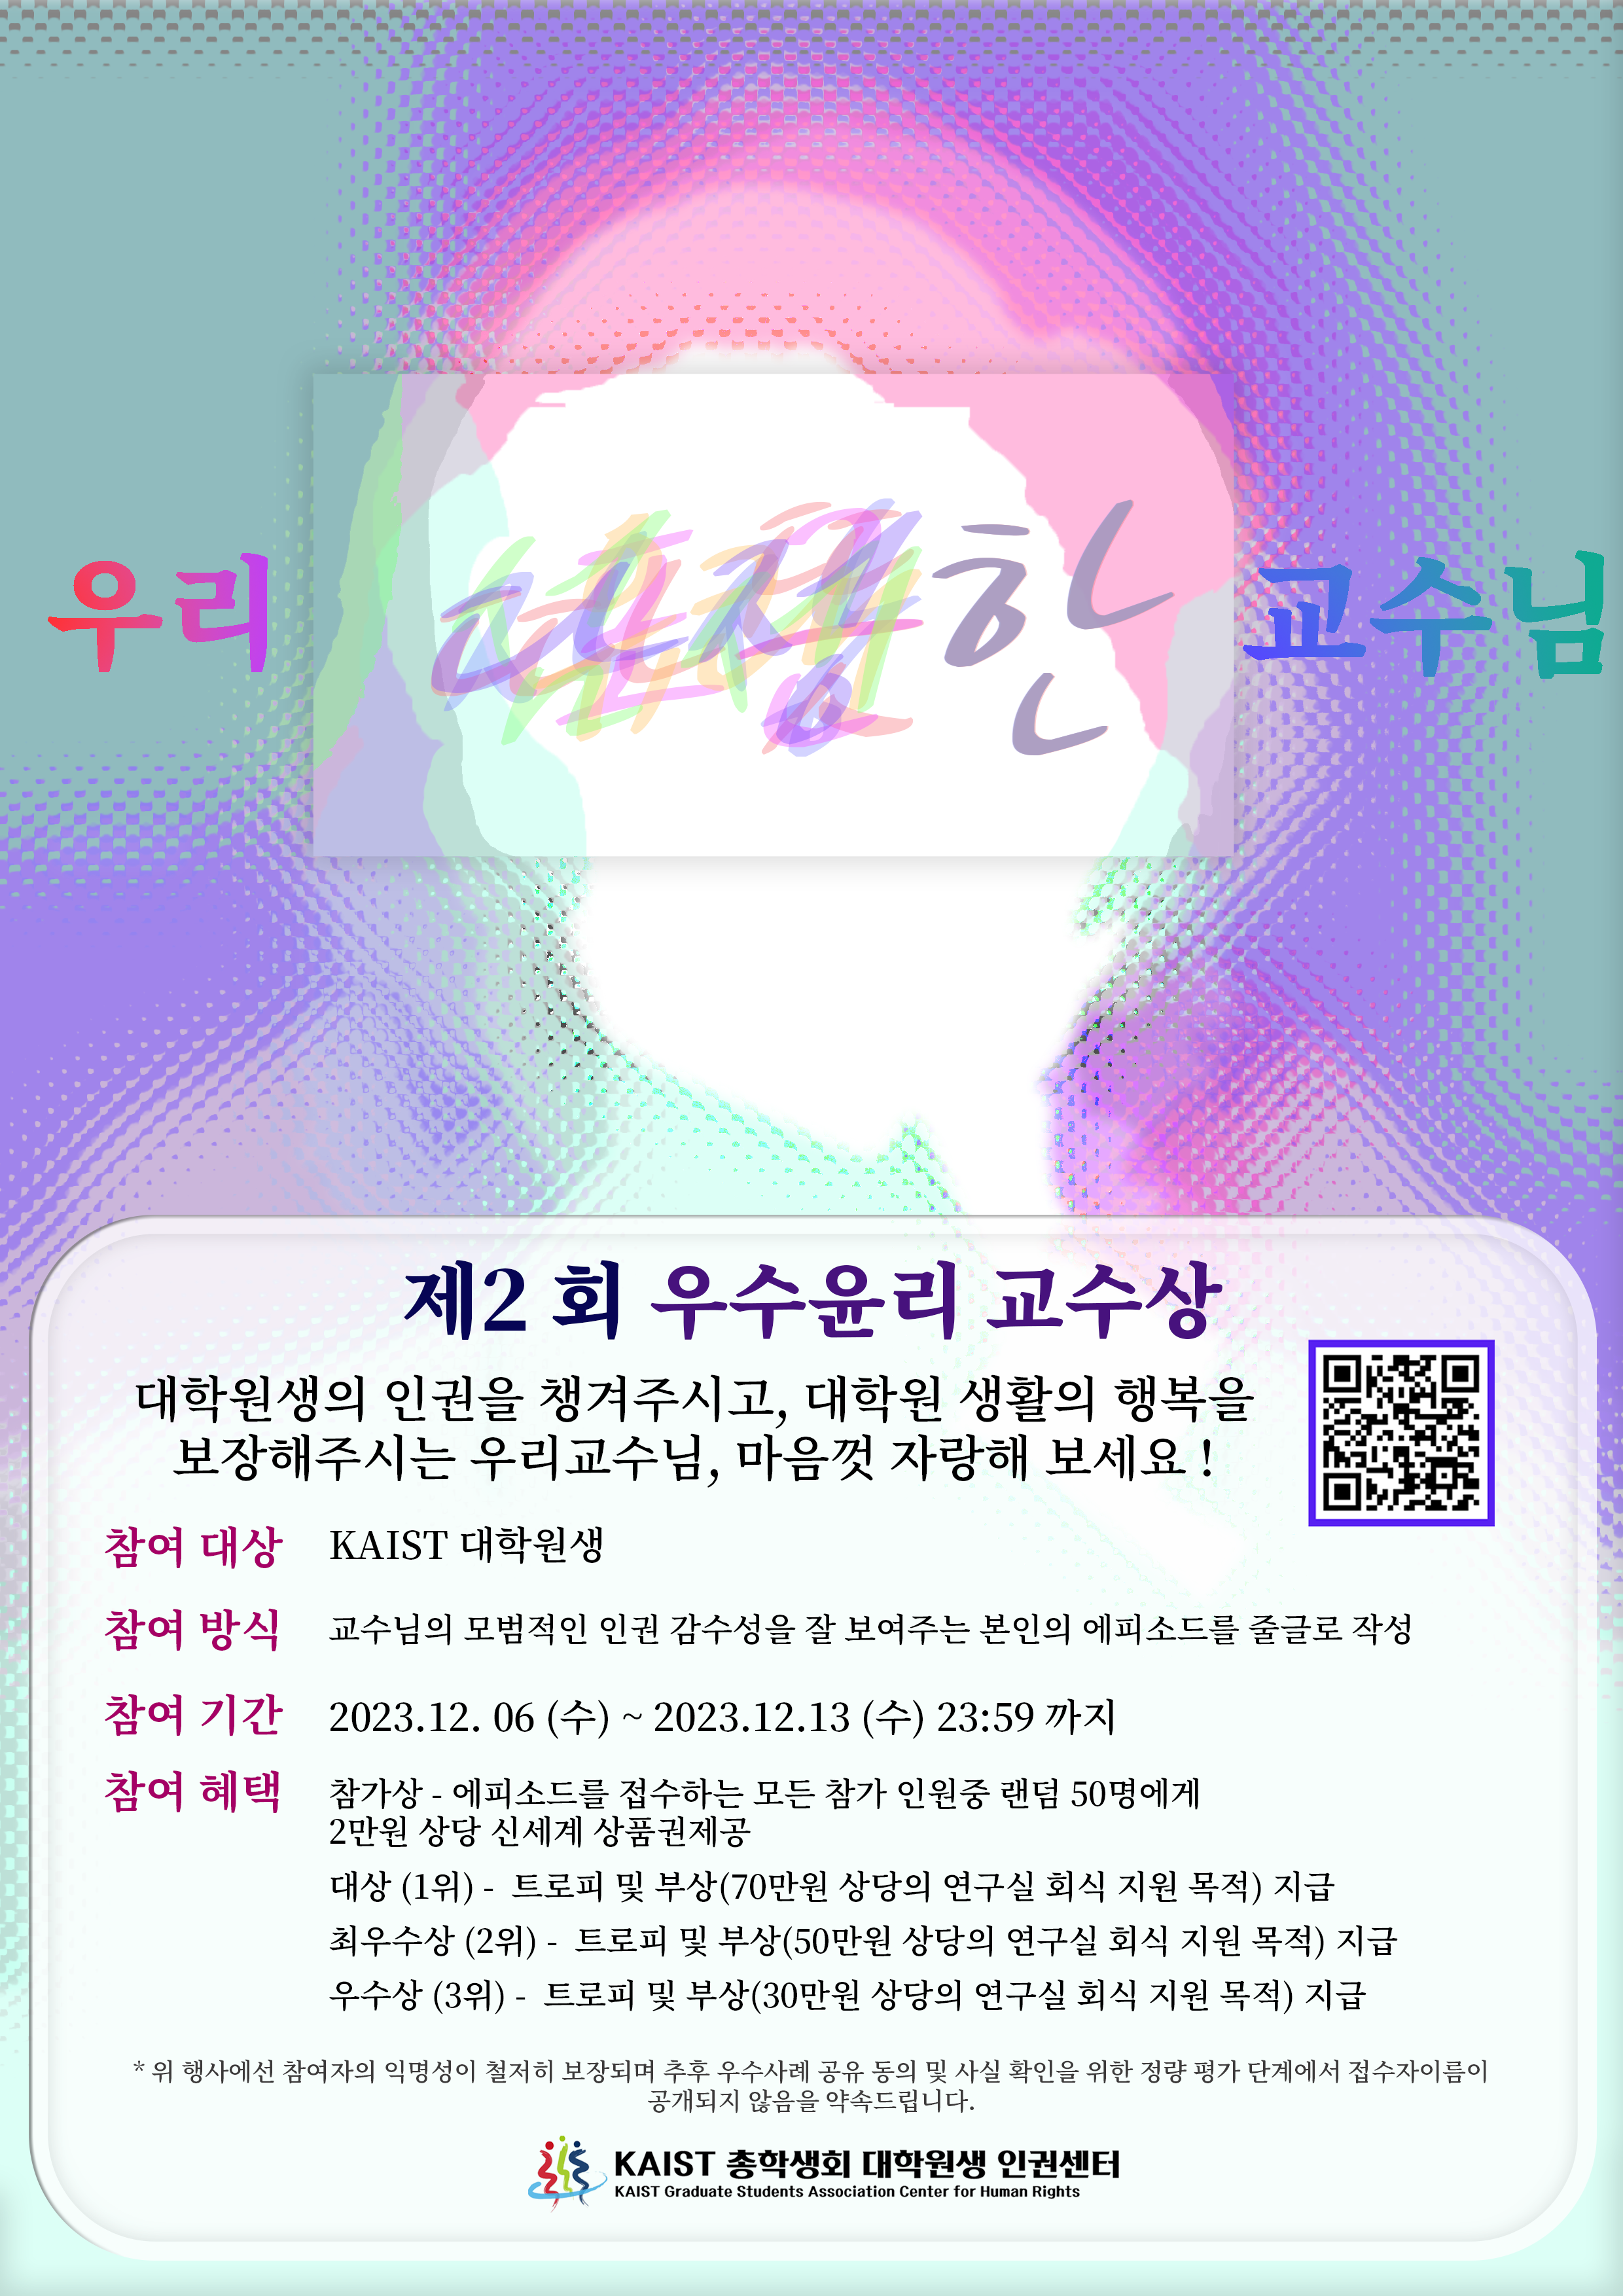 우리 한 교수님
제2 회 우수윤리 교수상
대학원생의 인권을 챙겨주시고, 대학원 생활의 행복을
보장해주시는 우리교수님, 마음껏 자랑해 보세요 !
참여 대상 KAIST 대학원생
참여 방식 교수님의 모범적인 인권 감수성을 잘 보여주는 본인의 에피소드를 줄글로 작성
참여 기간 2023.12. 06 (수) ~ 2023.12.13 (수) 23:59 까지
참여 혜택 참가상 - 에피소드를 접수하는 모든 참가 인원중 랜덤 50명에게
2만원 상당 신세계 상품권제공
대상 (1위) - 트로피 및 부상(70만원 상당의 연구실 회식 지원 목적) 지급
최우수상 (2위) - 트로피 및 부상(50만원 상당의 연구실 회식 지원 목적) 지급
우수상 (3위) - 트로피 및 부상(30만원 상당의 연구실 회식 지원 목적) 지급
* 위 행사에선 참여자의 익명성이 철저히 보장되며 추후 우수사례 공유 동의 및 사실 확인을 위한 정량 평가 단계에서 접수자이름이
공개되지 않음을 약속드립니다.
KAIST 총학생회 대학원생 인권센터
KAIST Graduate Students Association Center for Human Rights